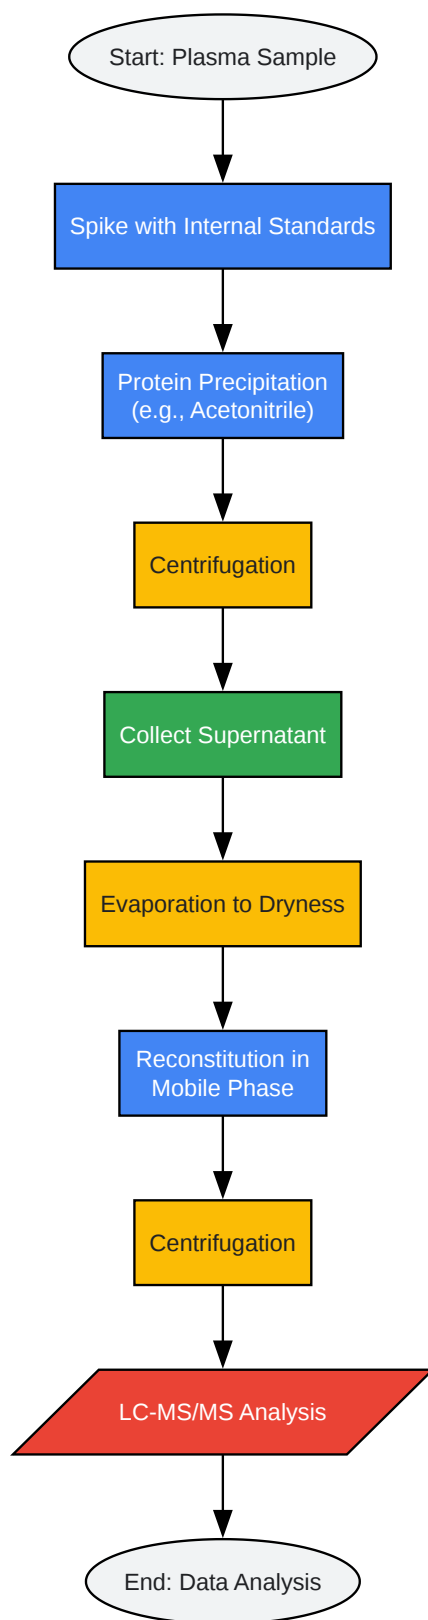 Start: Plasma Sample
Spike with Internal Standards
Protein Precipitation
(e.g., Acetonitrile)
Centrifugation
Collect Supernatant
Evaporation to Dryness
Reconstitution in
Mobile Phase
Centrifugation
LC-MS/MS Analysis
End: Data Analysis